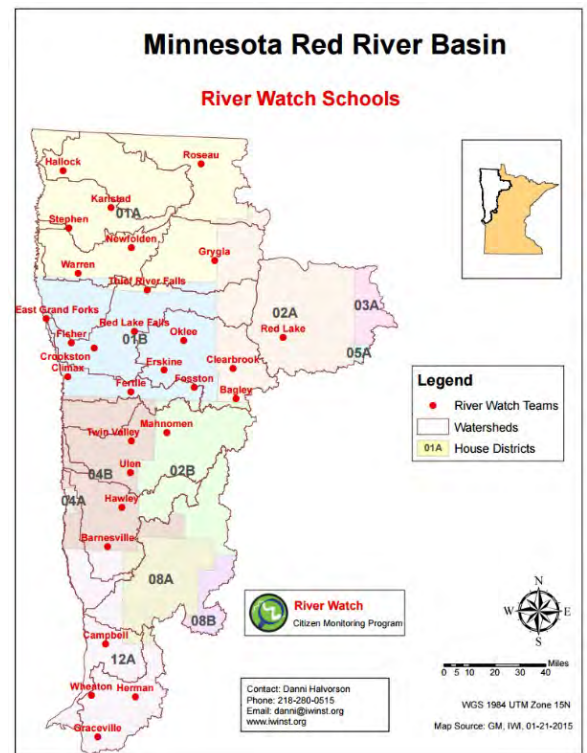 Minnesota Red River Basin
River Watch Schools
Hallock
Roseau
Karlstad
01A
Stephen
Newfolden
Grygla
Warren
Thief River Falls
East Grand Forks
Red Lake Falls
02A
03A
Fisher
01B
Oklee
Red Lake
05A
Crookston
Erskine
Clearbrook
Climax
Fertile
Fosston
Bagley
Mahnomen
Twin Valley
04B
Ulen
02B
04A
Hawley
Barnesville
08A
08B
Campbell
12A
Wheaton
Herman
Graceville
Legend
River Watch Teams
Watersheds
01A House Districts
River Watch
Citizen Monitoring Program
N
W E
S
Miles
0 5 10 20 30 40
Contact: Danni Halvorson
Phone: 218-280-0515
Email: danni@iwinst.org
www.iwinst.org
WGS 1984 UTM Zone 15N
Map Source: GM, IWI, 01-21-2015